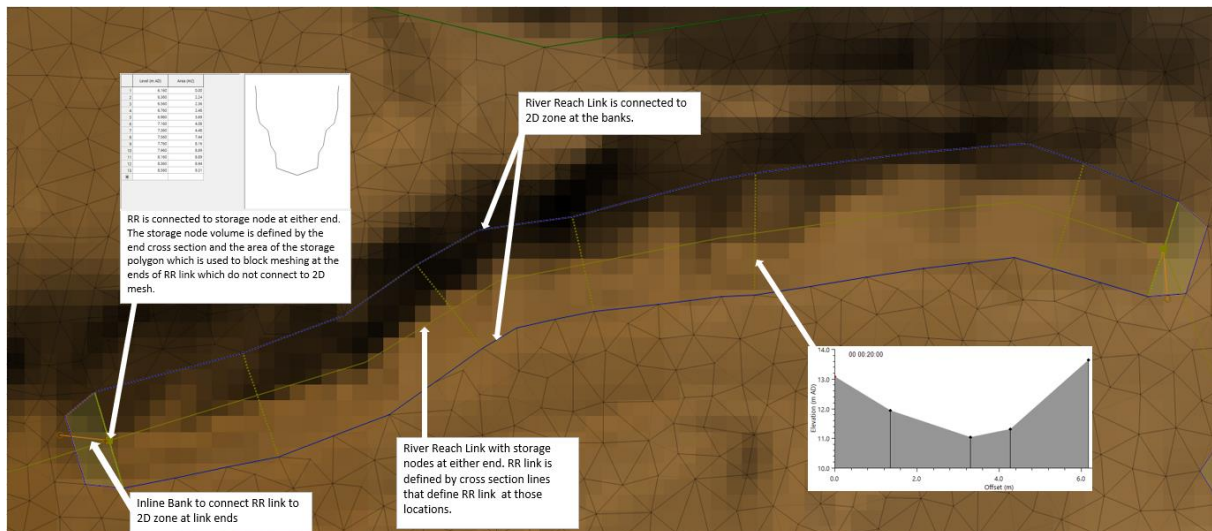 Level (m AD) Area (m2)
RR is connected to storage node at either end.
The storage node volume is defined by the
end cross section and the area of the storage
polygon which is used to block meshing at the
ends of RR link which do not connect to 2D
mesh.
River Reach Link is connected to
2D zone at the banks.
00 00:20:00
14.0
13.0
12.0
11.0
10.0
Elevation (m AD)
0.0 2.0 4.0 6.0
Offset (m)
River Reach Link with storage
nodes at either end. RR link is
defined by cross section lines
that define RR link at those
locations.
Inline Bank to connect RR link to
2D zone at link ends